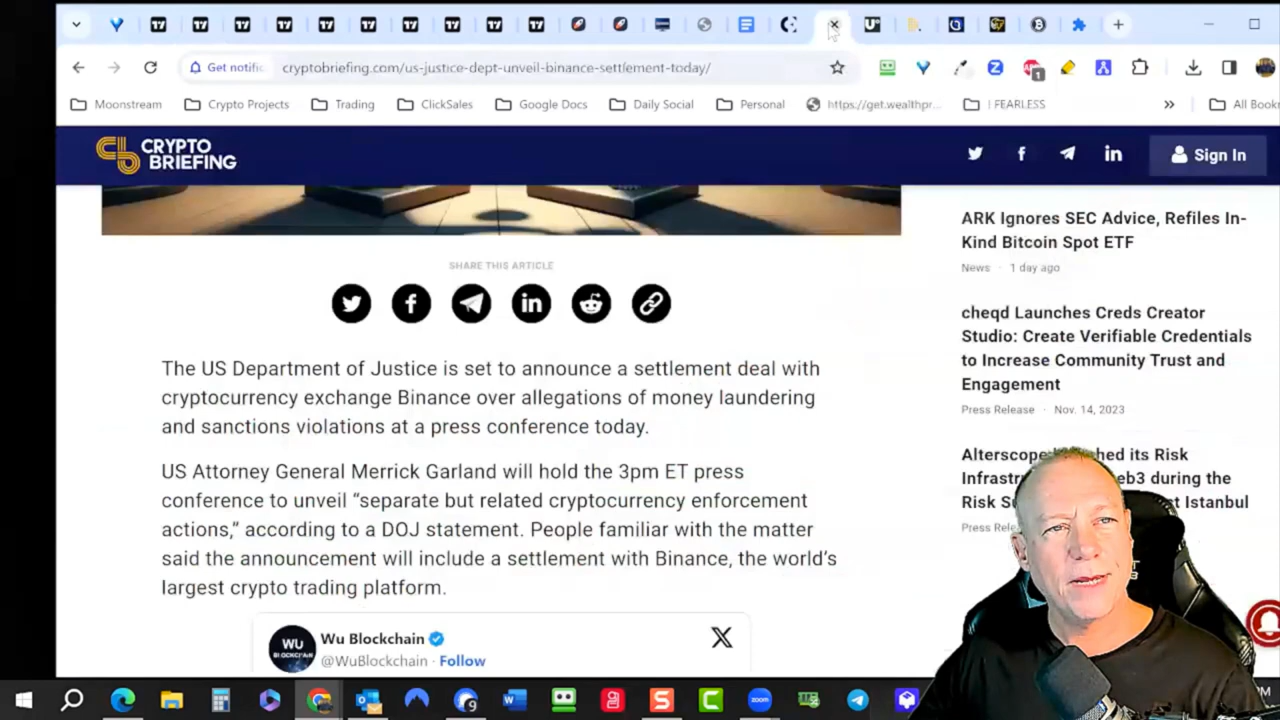 Get notific
cryptobriefing.com/us-justice-dept-unveil-binance-settlement-today/
1
Moonstream
Crypto Projects
Trading
ClickSales
Google Docs
Daily Social
Personal
https://get.wealthpr...
! FEARLESS
»
All Book
CRYPTO
BRIEFING
Sign In
SHARE THIS ARTICLE
The US Department of Justice is set to announce a settlement deal with
cryptocurrency exchange Binance over allegations of money laundering
and sanctions violations at a press conference today.
US Attorney General Merrick Garland will hold the 3pm ET press
conference to unveil “separate but related cryptocurrency enforcement
actions,” according to a DOJ statement. People familiar with the matter
said the announcement will include a settlement with Binance, the world’s
largest crypto trading platform.
WU
Wu Blockchain
@WuBlockchain · Follow
ARK Ignores SEC Advice, Refiles In-
Kind Bitcoin Spot ETF
News · 1 day ago
cheqd Launches Creds Creator
Studio: Create Verifiable Credentials
to Increase Community Trust and
Engagement
Press Release · Nov. 14, 2023
Alterscope hed its Risk
Infrastr eb3 during the
Risk S st Istanbul
Press Rele
9
zoom
PM